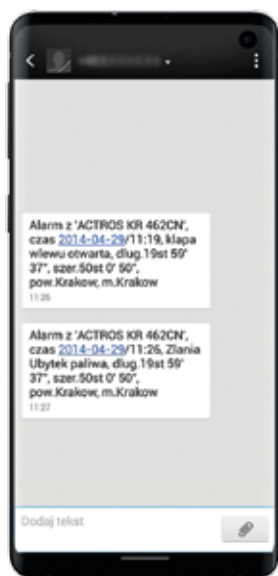 Alarm z 'ACTROS KR 462CN',
czas 2014-04-29/11:19, klapa
wlewu otwarta, dlug.19st 59'
37", szer.50st 0' 50",
pow.Krakow, m.Krakow
11:26
Alarm z 'ACTROS KR 462CN',
czas 2014-04-29/11:26, Zlania
Ubytek paliwa, dlug.19st 59'
37", szer.50st 0' 50",
pow.Krakow, m.Krakow
11:27
Dodaj tekst